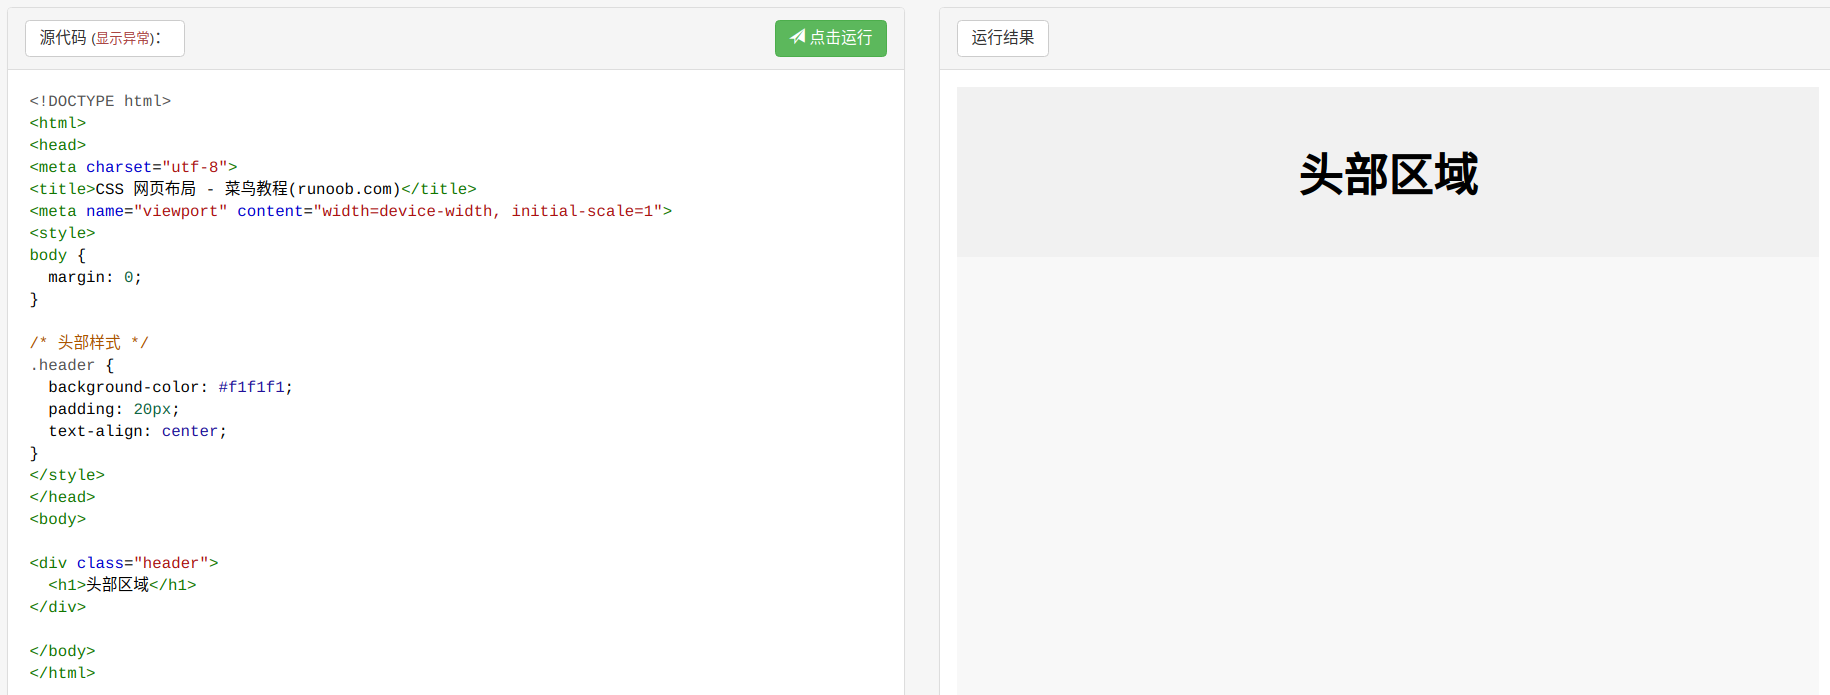 源代码 (显示异常)：
点击运行
<!DOCTYPE html>
<html>
<head>
<meta charset="utf-8">
<title>CSS 网页布局 - 菜鸟教程(runoob.com)</title>
<meta name="viewport" content="width=device-width, initial-scale=1">
<style>
body {
  margin: 0;
}

/* 头部样式 */
.header {
  background-color: #f1f1f1;
  padding: 20px;
  text-align: center;
}
</style>
</head>
<body>

<div class="header">
  <h1>头部区域</h1>
</div>

</body>
</html>
运行结果
头部区域